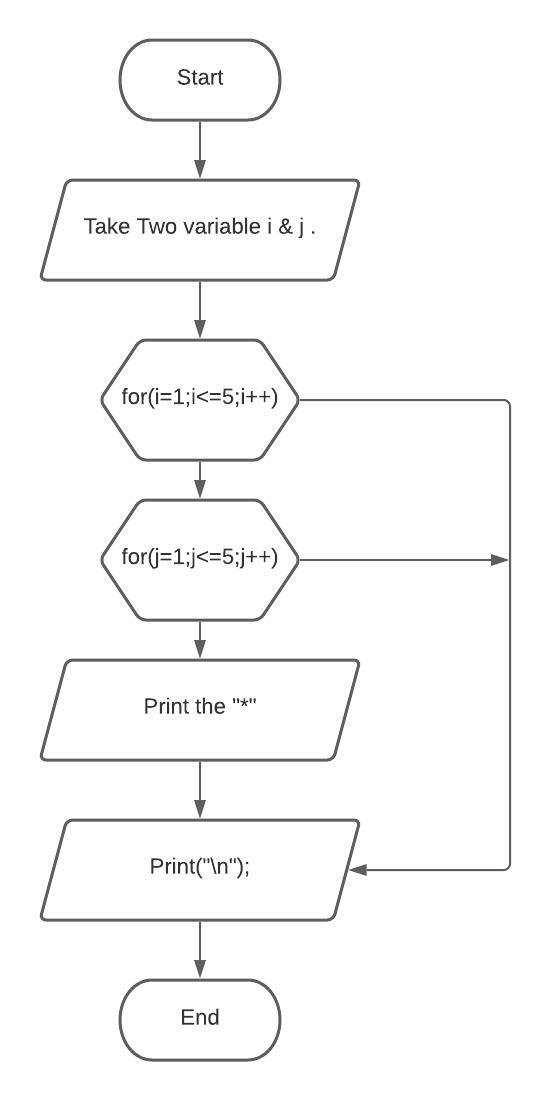 Start
Take Two variable i & j .
for(i=1;i<=5;i++)
for(j=1;j<=5;j++)
Print the "*"
Print("\n");
End